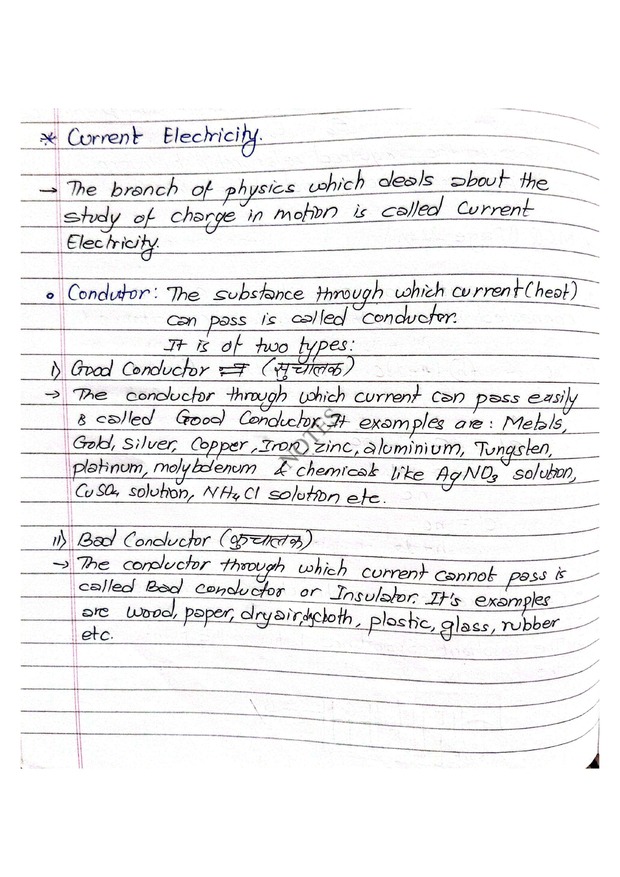 * Current Electricity.
→ The branch of physics which deals about the
study of charge in motion is called Current
Electricity.
• Condutor: The substance through which current (heat)
can pass is called conductor.
It is of two types:
i) Good Conductor (सुचालक)
→ The conductor through which current can pass easily
is called Good Conductor. It examples are: Metals,
Gold, Silver, Copper, Iron, zinc, aluminium, Tungsten,
platinum, molybdenum & chemicals like AgNO3 solution,
CuSO4 solution, NH4Cl solution etc.
NOTES
ii) Bad Conductor (कुचालक)
→ The conductor through which current cannot pass is
called Bad conductor or Insulator. It's examples
are wood, paper, dry air, , plastic, glass, rubber
etc.